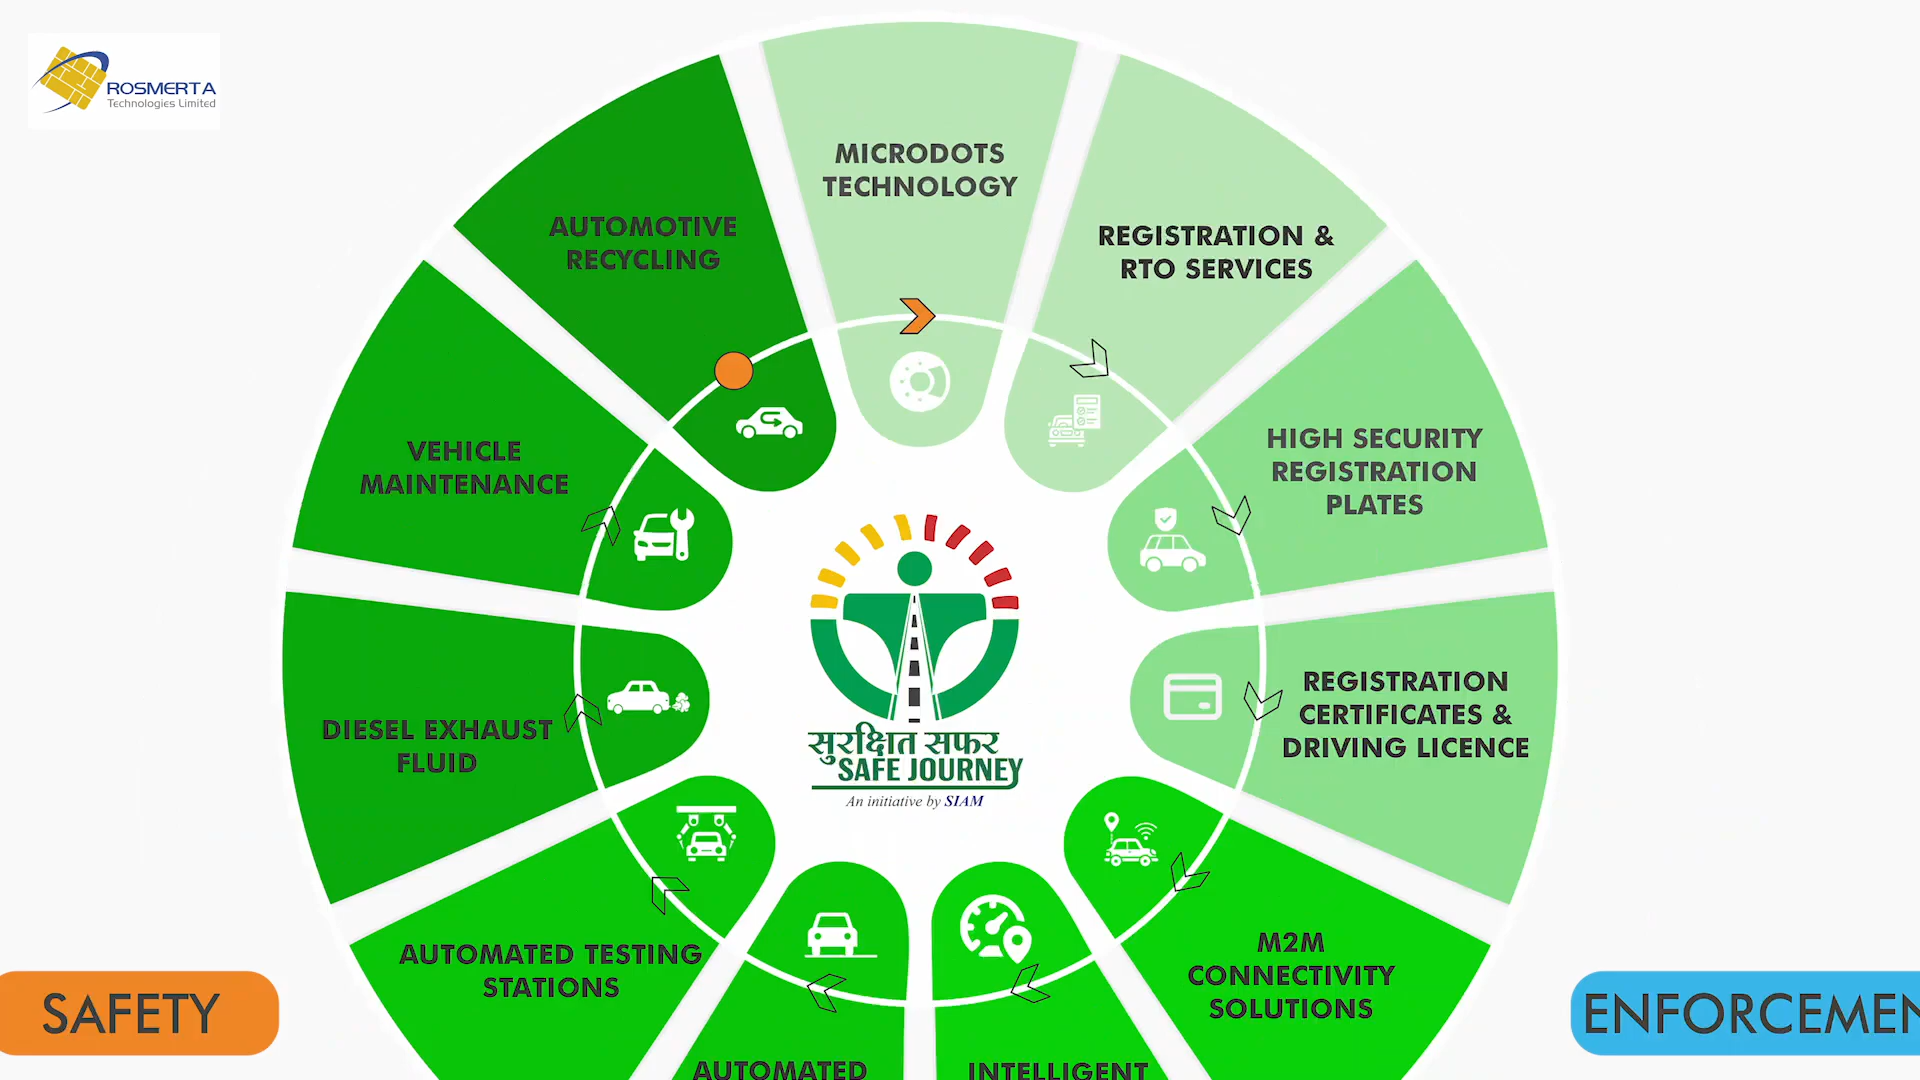 ROSMERTA
Technologies Limited
MICRODOTS
TECHNOLOGY
REGISTRATION &
RTO SERVICES
HIGH SECURITY
REGISTRATION
PLATES
REGISTRATION
CERTIFICATES &
DRIVING LICENCE
M2M
CONNECTIVITY
SOLUTIONS
INTELLIGENT
AUTOMATED
AUTOMATED TESTING
STATIONS
DIESEL EXHAUST
FLUID
VEHICLE
MAINTENANCE
AUTOMOTIVE
RECYCLING
सुरक्षित सफर
SAFE JOURNEY
An initiative by SIAM
SAFETY
ENFORCEMEN